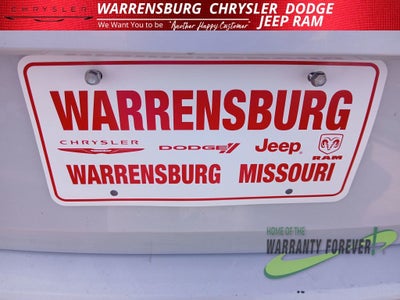 CHRYSLER
WARRENSBURG CHRYSLER DODGE
We Want You to be "Another Happy Customer" JEEP RAM
WARRENSBURG
CHRYSLER DODGE Jeep RAM
WARRENSBURG MISSOURI
HOME OF THE
WARRANTY FOREVER